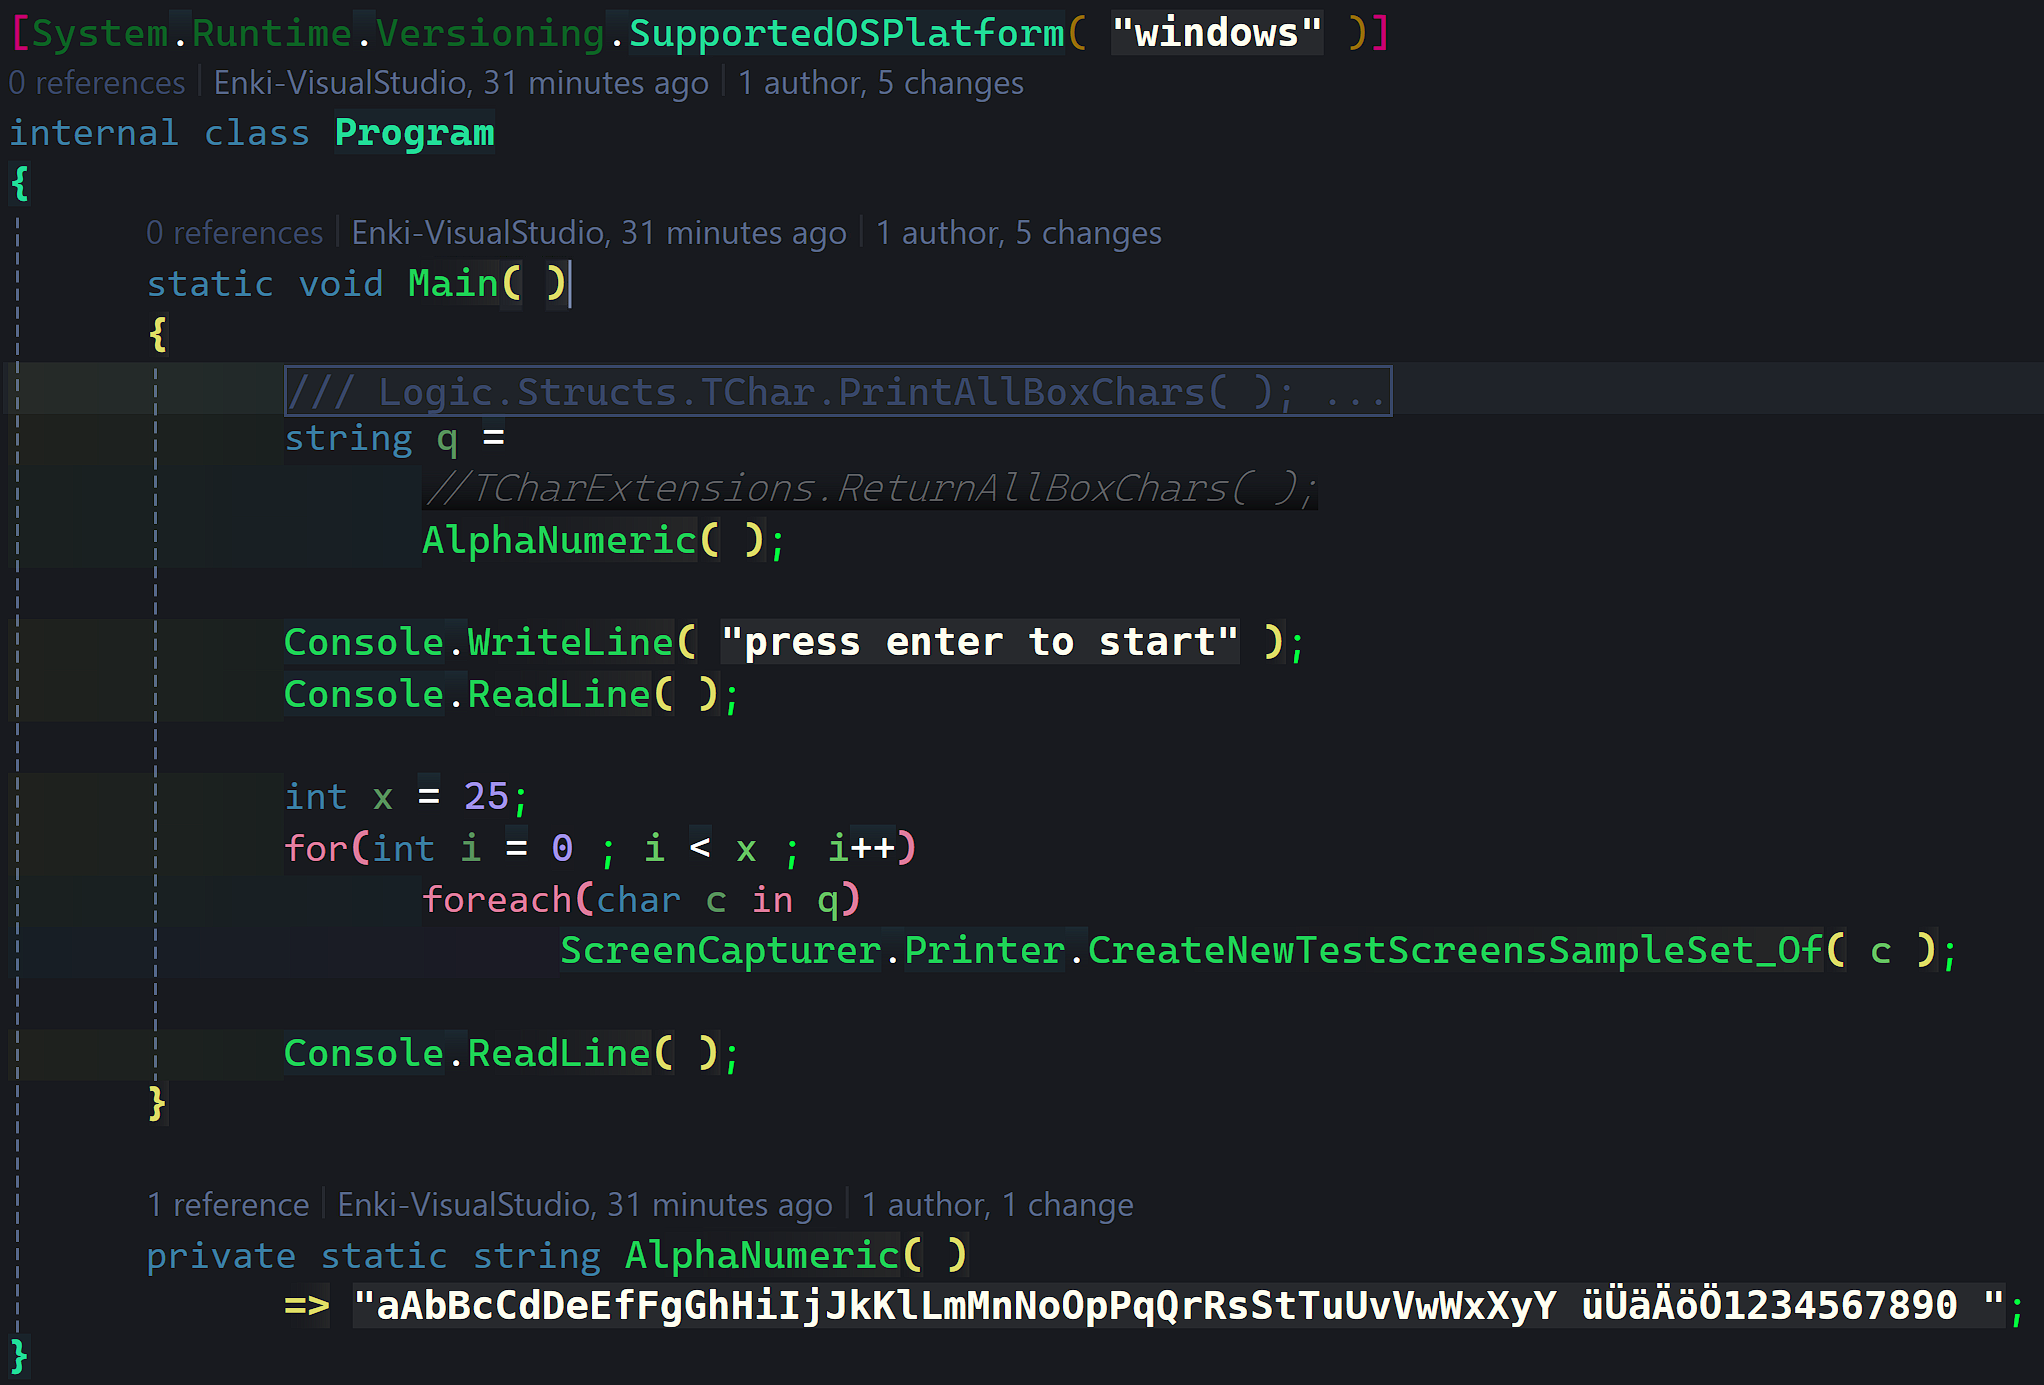 [System.Runtime.Versioning.SupportedOSPlatform( "windows" )]
0 references | Enki-VisualStudio, 31 minutes ago | 1 author, 5 changes
internal class Program
{
0 references | Enki-VisualStudio, 31 minutes ago | 1 author, 5 changes
static void Main( )
{
/// Logic.Structs.TChar.PrintAllBoxChars( ); ...
string q =
//TCharExtensions.ReturnAllBoxChars( );
AlphaNumeric( );
Console.WriteLine( "press enter to start" );
Console.ReadLine( );
int x = 25;
for(int i = 0 ; i < x ; i++)
foreach(char c in q)
ScreenCapturer.Printer.CreateNewTestScreensSampleSet_Of( c );
Console.ReadLine( );
}
1 reference | Enki-VisualStudio, 31 minutes ago | 1 author, 1 change
private static string AlphaNumeric( )
=> "aAbBcCdDeEfFgGhHiIjJkKlLmMnNoOpPqQrRsStTuUvVwWxXyY üÜäÄöÖ1234567890 ";
}